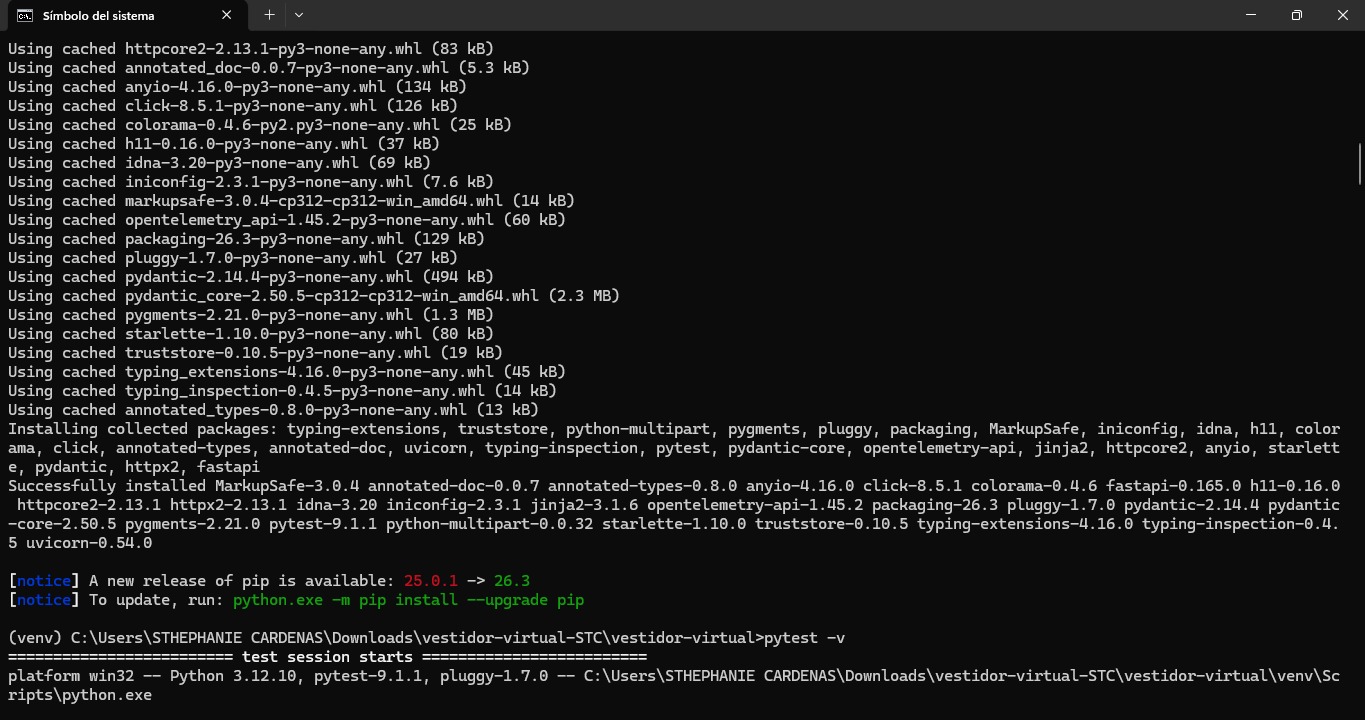 Símbolo del sistema
Using cached httpcore2-2.13.1-py3-none-any.whl (83 kB)
Using cached annotated_doc-0.0.7-py3-none-any.whl (5.3 kB)
Using cached anyio-4.16.0-py3-none-any.whl (134 kB)
Using cached click-8.5.1-py3-none-any.whl (126 kB)
Using cached colorama-0.4.6-py2.py3-none-any.whl (25 kB)
Using cached h11-0.16.0-py3-none-any.whl (37 kB)
Using cached idna-3.20-py3-none-any.whl (69 kB)
Using cached iniconfig-2.3.1-py3-none-any.whl (7.6 kB)
Using cached markupsafe-3.0.4-cp312-cp312-win_amd64.whl (14 kB)
Using cached opentelemetry_api-1.45.2-py3-none-any.whl (60 kB)
Using cached packaging-26.3-py3-none-any.whl (129 kB)
Using cached pluggy-1.7.0-py3-none-any.whl (27 kB)
Using cached pydantic-2.14.4-py3-none-any.whl (494 kB)
Using cached pydantic_core-2.50.5-cp312-cp312-win_amd64.whl (2.3 MB)
Using cached pygments-2.21.0-py3-none-any.whl (1.3 MB)
Using cached starlette-1.10.0-py3-none-any.whl (80 kB)
Using cached truststore-0.10.5-py3-none-any.whl (19 kB)
Using cached typing_extensions-4.16.0-py3-none-any.whl (45 kB)
Using cached typing_inspection-0.4.5-py3-none-any.whl (14 kB)
Using cached annotated_types-0.8.0-py3-none-any.whl (13 kB)
Installing collected packages: typing-extensions, truststore, python-multipart, pygments, pluggy, packaging, MarkupSafe, iniconfig, idna, h11, color
ama, click, annotated-types, annotated-doc, uvicorn, typing-inspection, pytest, pydantic-core, opentelemetry-api, jinja2, httpcore2, anyio, starlett
e, pydantic, httpx2, fastapi
Successfully installed MarkupSafe-3.0.4 annotated-doc-0.0.7 annotated-types-0.8.0 anyio-4.16.0 click-8.5.1 colorama-0.4.6 fastapi-0.165.0 h11-0.16.0
httpcore2-2.13.1 httpx2-2.13.1 idna-3.20 iniconfig-2.3.1 jinja2-3.1.6 opentelemetry-api-1.45.2 packaging-26.3 pluggy-1.7.0 pydantic-2.14.4 pydantic
-core-2.50.5 pygments-2.21.0 pytest-9.1.1 python-multipart-0.0.32 starlette-1.10.0 truststore-0.10.5 typing-extensions-4.16.0 typing-inspection-0.4.
5 uvicorn-0.54.0
[notice] A new release of pip is available: 25.0.1 -> 26.3
[notice] To update, run: python.exe -m pip install --upgrade pip
(venv) C:\Users\STHEPHANIE CARDENAS\Downloads\vestidor-virtual-STC\vestidor-virtual>pytest -v
========================= test session starts =========================
platform win32 -- Python 3.12.10, pytest-9.1.1, pluggy-1.7.0 -- C:\Users\STHEPHANIE CARDENAS\Downloads\vestidor-virtual-STC\vestidor-virtual\venv\Sc
ripts\python.exe